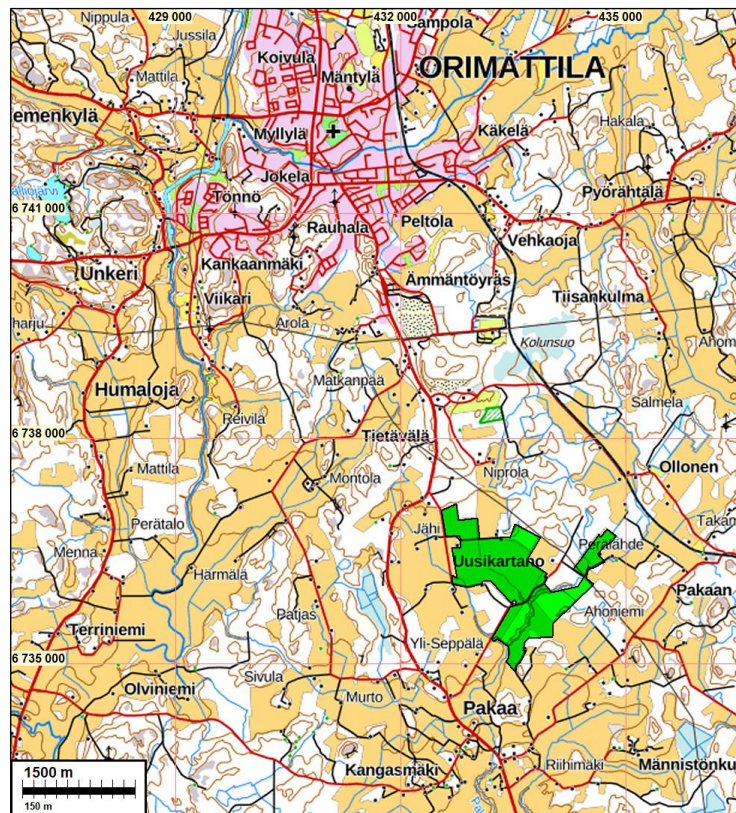 429 000
432 000
435 000
Nippula
Jussila
Sampola
Koivula
Mattila
Mäntylä
ORIMATTILA
emenkylä
Myllylä
Käkelä
Hakala
Jokela
Pyörähtälä
Tönnö
6 741 000
Rauhala
Peltola
Vehkaoja
Kankaanmäki
Unkeri
Ämmäntöyräs
Viikari
Tiisankulma
harju
Arola
Kolunsuo
Ahom
Matkanpää
Humaloja
Salmela
Reivilä
6 738 000
Tietävälä
Mattila
Niprola
Ollonen
Montola
Perätalo
Jähi
Takam
Menna
Perälähde
Uusikartano
Härmälä
Pakaan
Patjas
Ahoniemi
Terriniemi
Yli-Seppälä
6 735 000
Sivula
Olviniemi
Murto
Pakaa
1500 m
Kangasmäki
Riihimäki
Männistönku
150 m